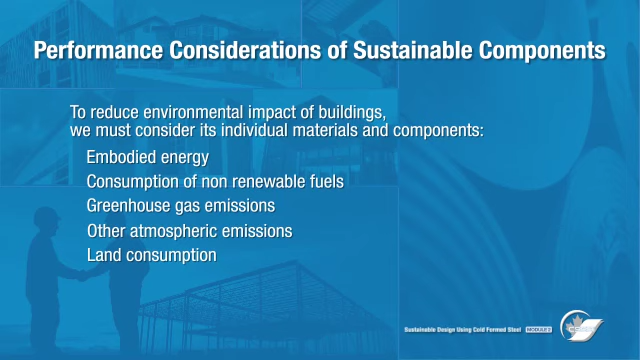 Performance Considerations of Sustainable Components
To reduce environmental impact of buildings,
we must consider its individual materials and components:
Embodied energy
Consumption of non renewable fuels
Greenhouse gas emissions
Other atmospheric emissions
Land consumption
Sustainable Design Using Cold Formed Steel MODULE 2